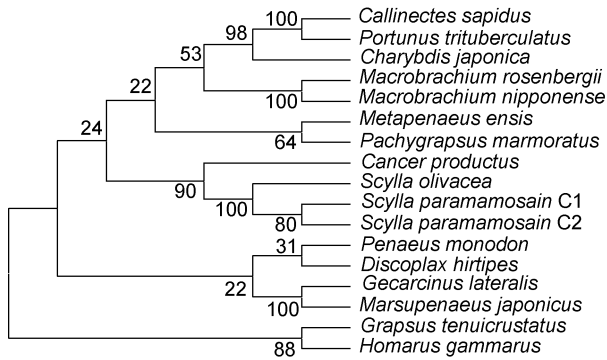 100 Callinectes sapidus
98 Portunus trituberculatus
53 Charybdis japonica
Macrobrachium rosenbergii
22 100 Macrobrachium nipponense
Metapenaeus ensis
24 64 Pachygrapsus marmoratus
Cancer productus
90 Scylla olivacea
100 Scylla paramamosain C1
80 Scylla paramamosain C2
31 Penaeus monodon
Discoplax hirtipes
22 Gecarcinus lateralis
100 Marsupenaeus japonicus
Grapsus tenuicrustatus
88 Homarus gammarus